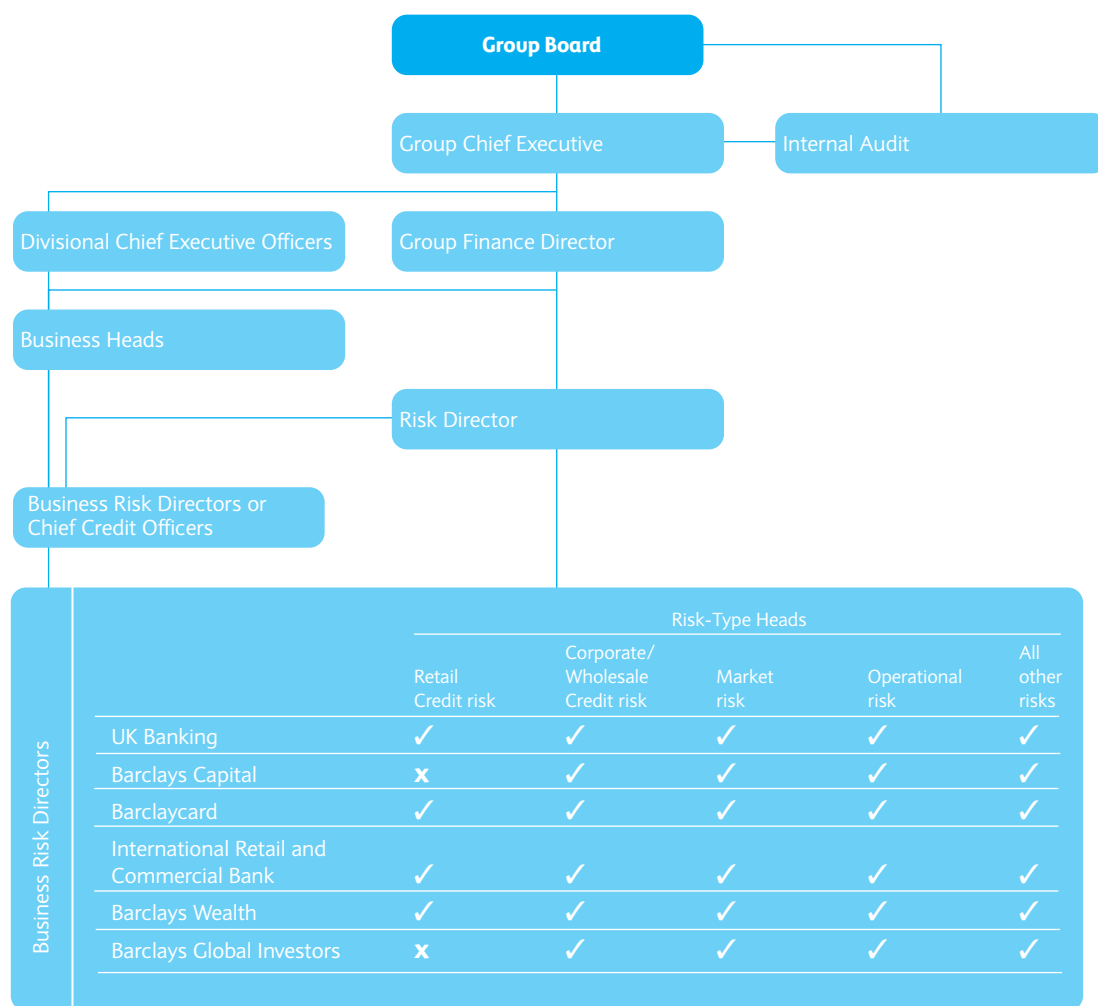 Group Board
Group Chief Executive
Internal Audit
Divisional Chief Executive Officers
Group Finance Director
Business Heads
Risk Director
Business Risk Directors or
Chief Credit Officers
Business Risk Directors
Risk-Type Heads
Retail
Credit risk
Corporate/
Wholesale
Credit risk
Market
risk
Operational
risk
All
other
risks
UK Banking ✓ ✓ ✓ ✓ ✓
Barclays Capital x ✓ ✓ ✓ ✓
Barclaycard ✓ ✓ ✓ ✓ ✓
International Retail and
Commercial Bank ✓ ✓ ✓ ✓ ✓
Barclays Wealth ✓ ✓ ✓ ✓ ✓
Barclays Global Investors x ✓ ✓ ✓ ✓